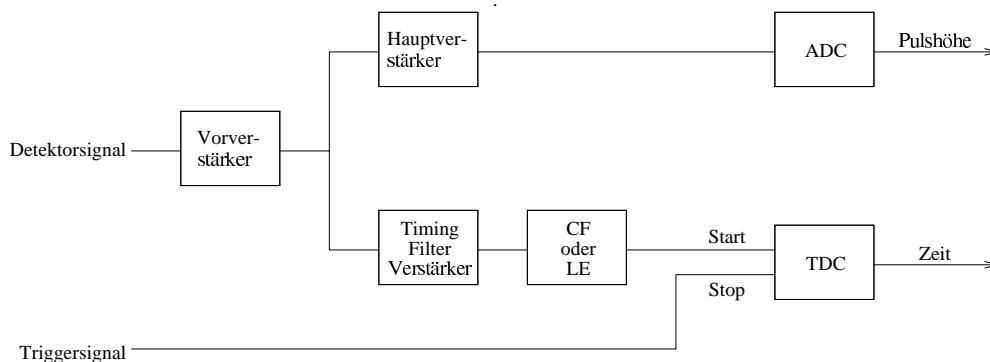 Hauptver-
stärker
ADC
Pulshöhe
Detektorsignal
Vorver-
stärker
Timing
Filter
Verstärker
CF
oder
LE
Start
Stop
TDC
Zeit
Triggersignal